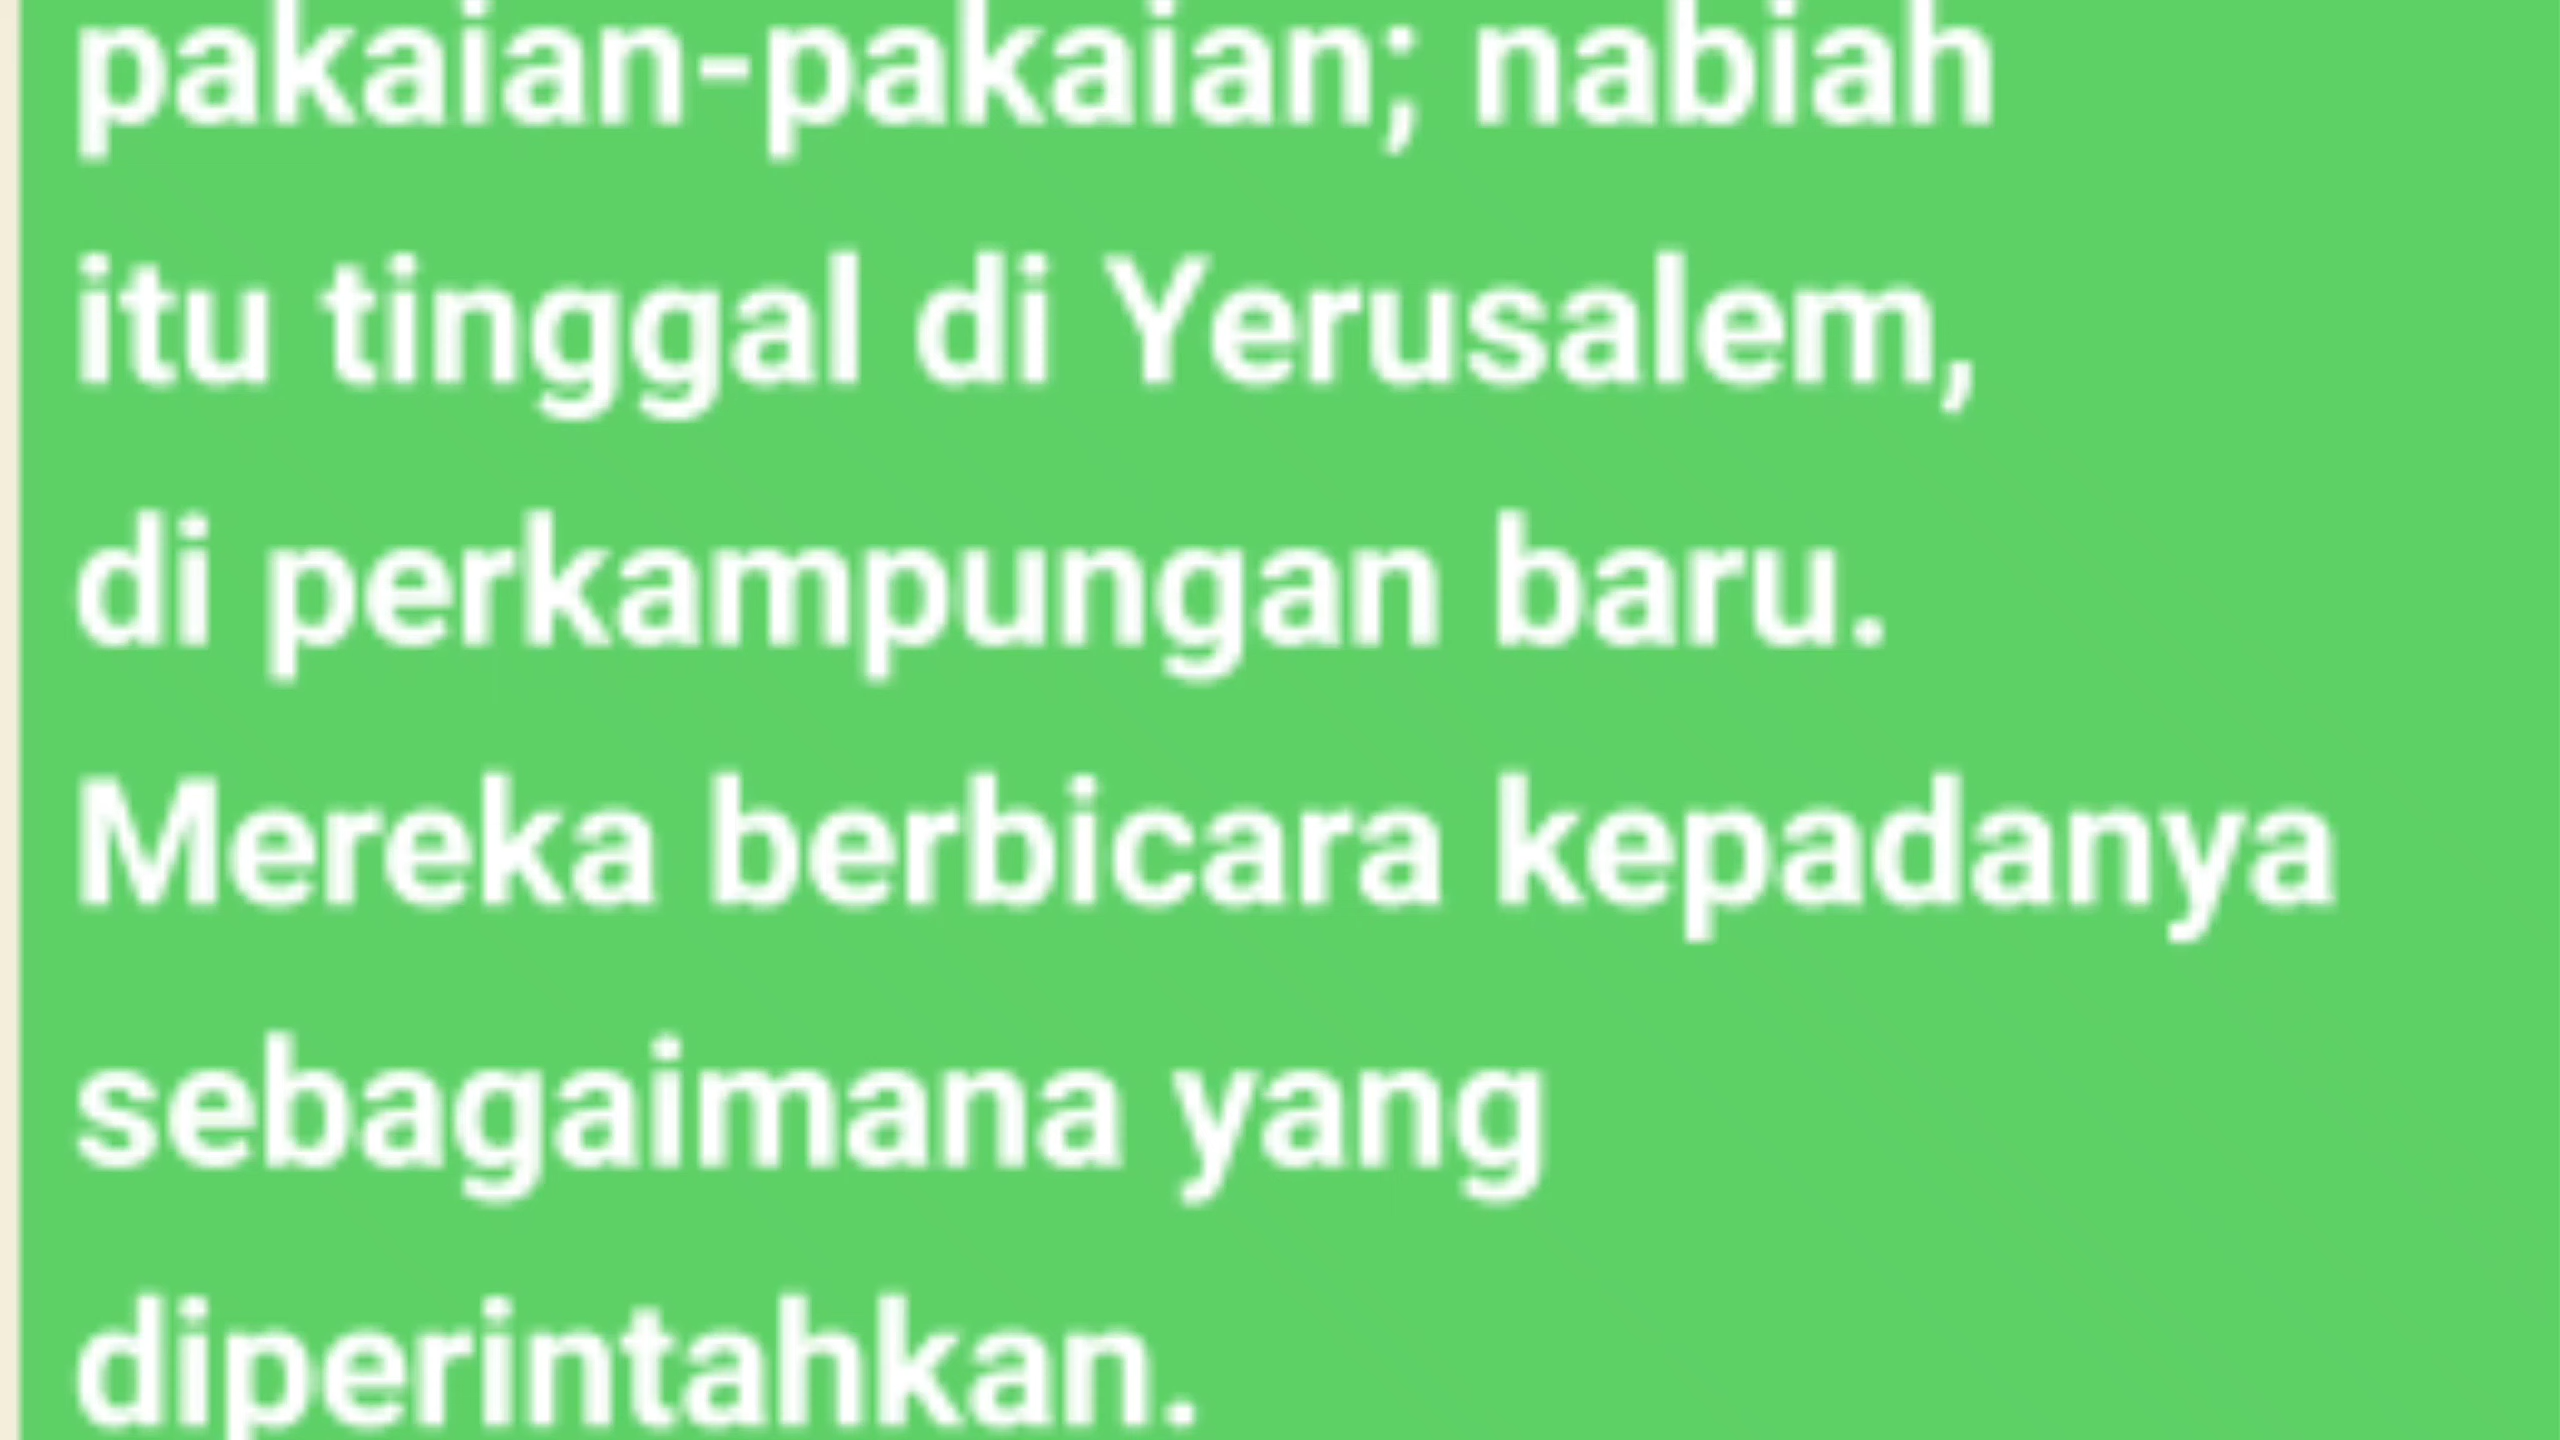 pakaian-pakaian; nabiah
itu tinggal di Yerusalem,
di perkampungan baru.
Mereka berbicara kepadanya
sebagaimana yang
diperintahkan.